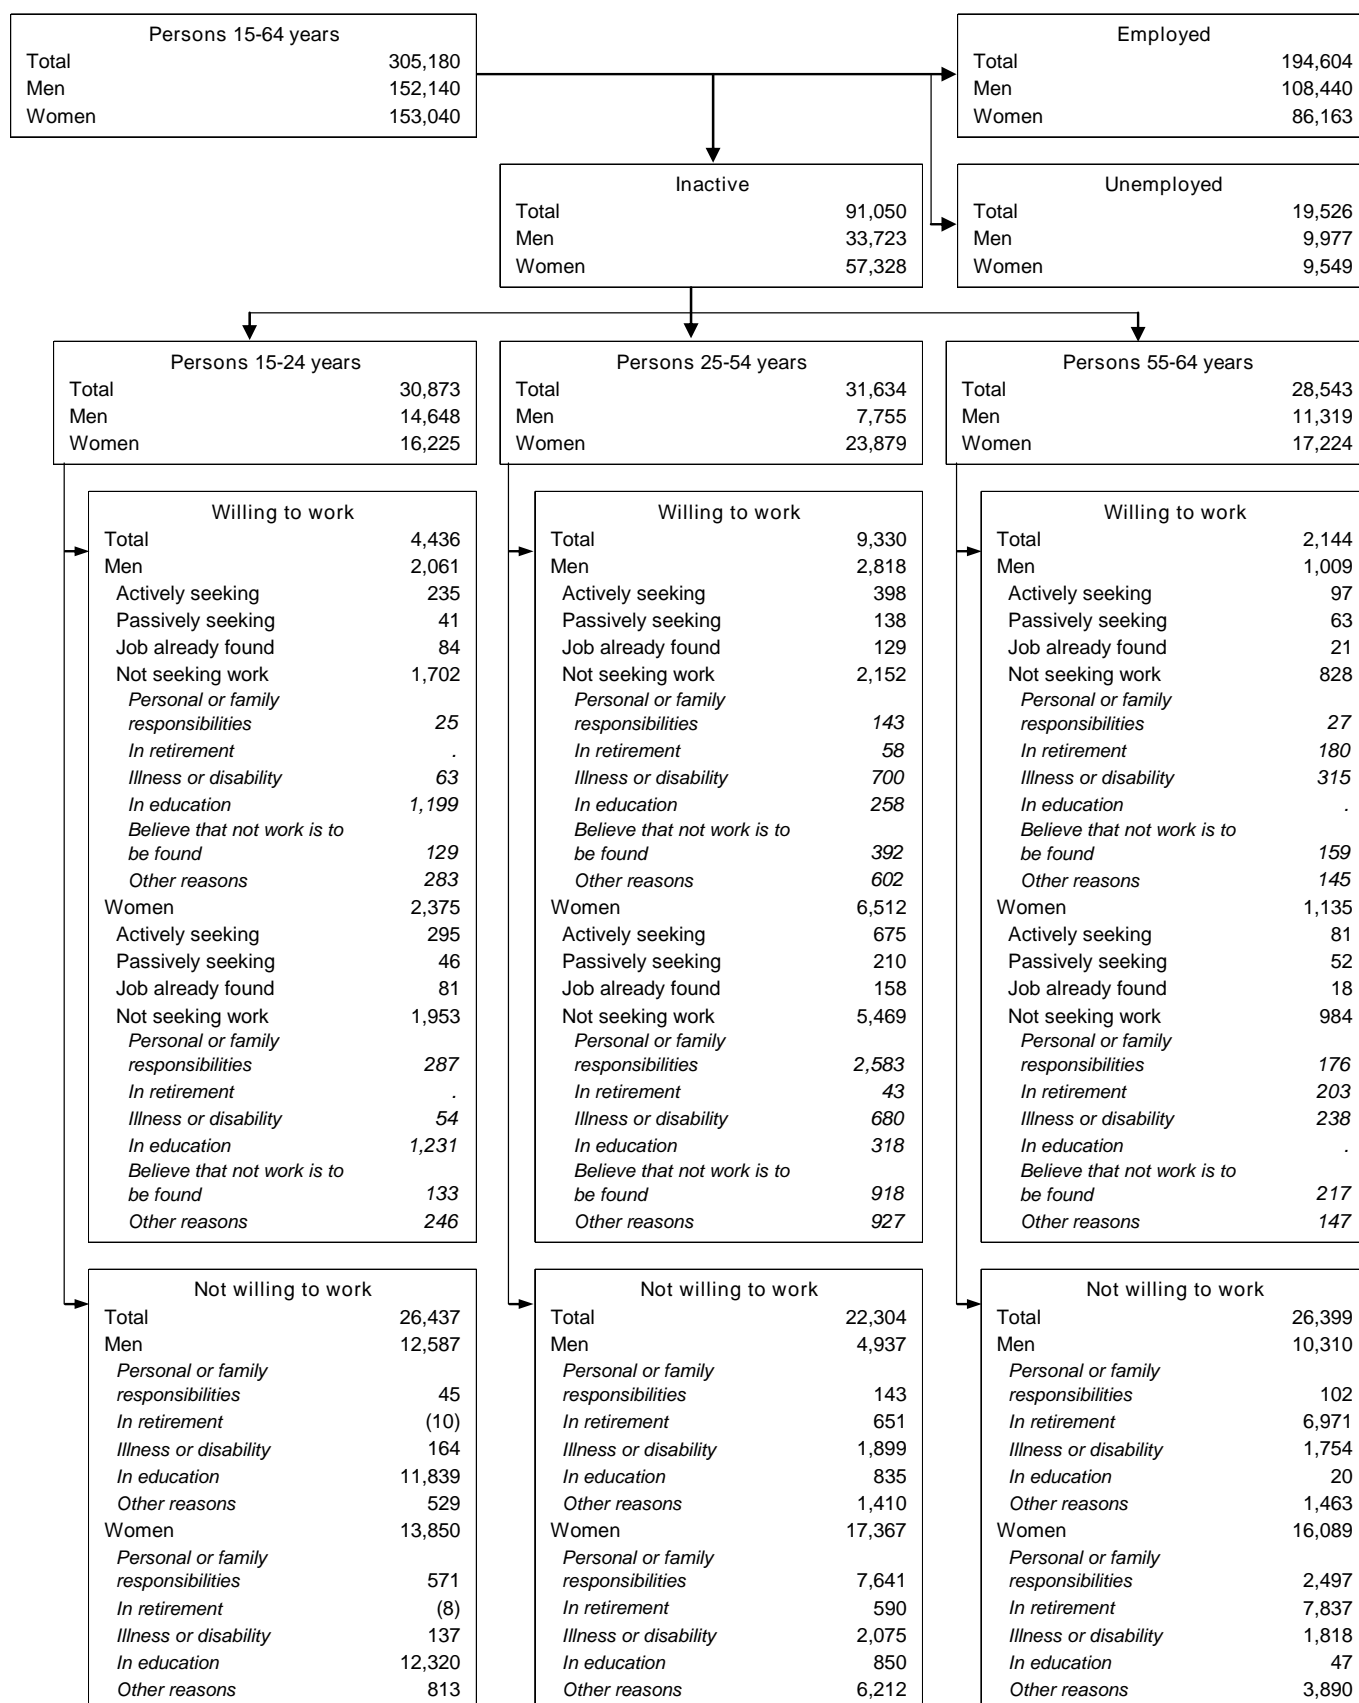 Persons 15-64 years
Total 305,180
Men 152,140
Women 153,040
Employed
Total 194,604
Men 108,440
Women 86,163
Inactive
Total 91,050
Men 33,723
Women 57,328
Unemployed
Total 19,526
Men 9,977
Women 9,549
Persons 15-24 years
Total 30,873
Men 14,648
Women 16,225
Persons 25-54 years
Total 31,634
Men 7,755
Women 23,879
Persons 55-64 years
Total 28,543
Men 11,319
Women 17,224
Willing to work
Total 4,436
Men 2,061
Actively seeking 235
Passively seeking 41
Job already found 84
Not seeking work 1,702
Personal or family
responsibilities 25
In retirement .
Illness or disability 63
In education 1,199
Believe that not work is to
be found 129
Other reasons 283
Women 2,375
Actively seeking 295
Passively seeking 46
Job already found 81
Not seeking work 1,953
Personal or family
responsibilities 287
In retirement .
Illness or disability 54
In education 1,231
Believe that not work is to
be found 133
Other reasons 246
Willing to work
Total 9,330
Men 2,818
Actively seeking 398
Passively seeking 138
Job already found 129
Not seeking work 2,152
Personal or family
responsibilities 143
In retirement 58
Illness or disability 700
In education 258
Believe that not work is to
be found 392
Other reasons 602
Women 6,512
Actively seeking 675
Passively seeking 210
Job already found 158
Not seeking work 5,469
Personal or family
responsibilities 2,583
In retirement 43
Illness or disability 680
In education 318
Believe that not work is to
be found 918
Other reasons 927
Willing to work
Total 2,144
Men 1,009
Actively seeking 97
Passively seeking 63
Job already found 21
Not seeking work 828
Personal or family
responsibilities 27
In retirement 180
Illness or disability 315
In education .
Believe that not work is to
be found 159
Other reasons 145
Women 1,135
Actively seeking 81
Passively seeking 52
Job already found 18
Not seeking work 984
Personal or family
responsibilities 176
In retirement 203
Illness or disability 238
In education .
Believe that not work is to
be found 217
Other reasons 147
Not willing to work
Total 26,437
Men 12,587
Personal or family
responsibilities 45
In retirement (10)
Illness or disability 164
In education 11,839
Other reasons 529
Women 13,850
Personal or family
responsibilities 571
In retirement (8)
Illness or disability 137
In education 12,320
Other reasons 813
Not willing to work
Total 22,304
Men 4,937
Personal or family
responsibilities 143
In retirement 651
Illness or disability 1,899
In education 835
Other reasons 1,410
Women 17,367
Personal or family
responsibilities 7,641
In retirement 590
Illness or disability 2,075
In education 850
Other reasons 6,212
Not willing to work
Total 26,399
Men 10,310
Personal or family
responsibilities 102
In retirement 6,971
Illness or disability 1,754
In education 20
Other reasons 1,463
Women 16,089
Personal or family
responsibilities 2,497
In retirement 7,837
Illness or disability 1,818
In education 47
Other reasons 3,890